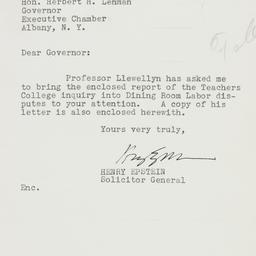 Hon. Herbert H. Lehman
Governor
Executive Chamber
Albany, N. Y.
Dear Governor:
Professor Llewellyn has asked me
to bring the enclosed report of the Teachers
College inquiry into Dining Room Labor dis-
putes to your attention. A copy of his
letter is also enclosed herewith.
Yours very truly,
HENRY EPSTEIN
Solicitor General
Enc.